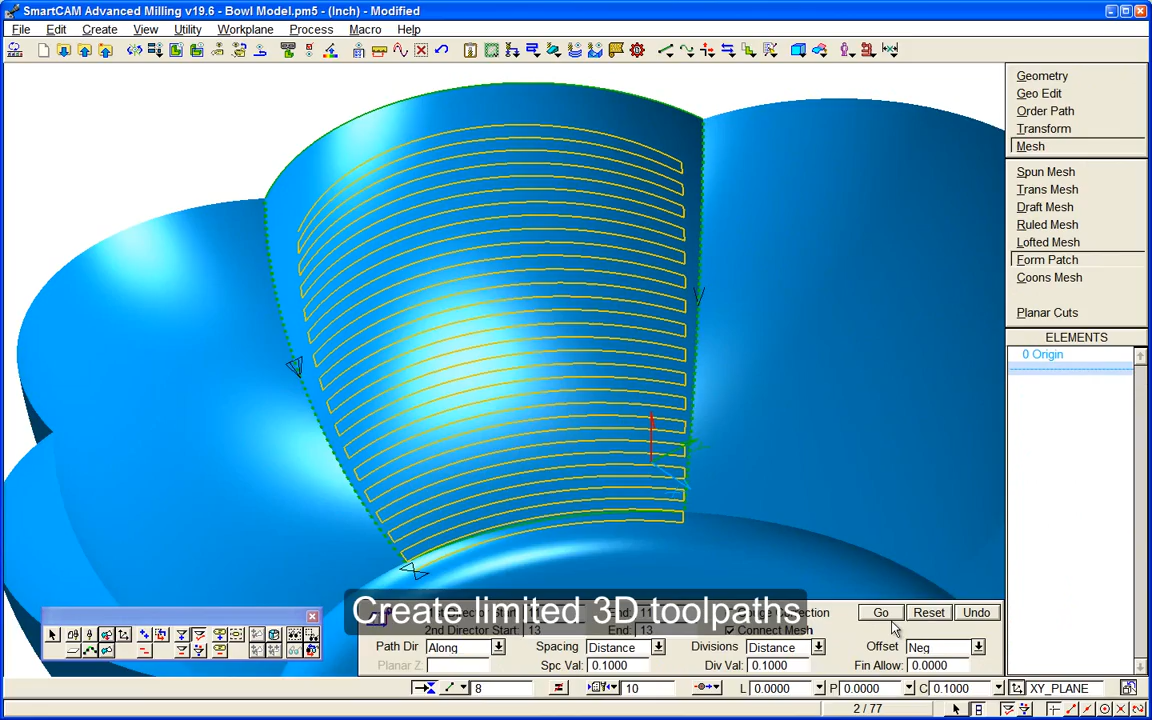 SmartCAM Advanced Milling v19.6 - Bowl Model.pm5 - (Inch) - Modified
File Edit Create View Utility Workplane Process Macro Help
Geometry
Geo Edit
Order Path
Transform
Mesh
Spun Mesh
Trans Mesh
Draft Mesh
Ruled Mesh
Lofted Mesh
Form Patch
Coons Mesh
Planar Cuts
ELEMENTS
0 Origin
Create limited 3D toolpaths
Go Reset Undo
2nd Director Start: 13 End: 13 Connect Mesh
Path Dir Along Spacing Distance Divisions Distance Offset Neg
Planar Z: Spc Val: 0.1000 Div Val: 0.1000 Fin Allow: 0.0000
8 10 L 0.0000 P 0.0000 C 0.1000 XY_PLANE
2 / 77